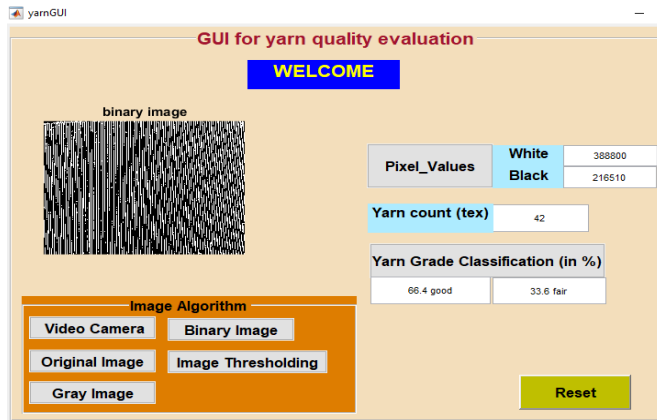 yarnGUI
GUI for yarn quality evaluation
WELCOME
binary image
Pixel_Values
White
388800
Black
216510
Yarn count (tex)
42
Yarn Grade Classification (in %)
66.4 good
33.6 fair
Image Algorithm
Video Camera
Binary Image
Original Image
Image Thresholding
Gray Image
Reset